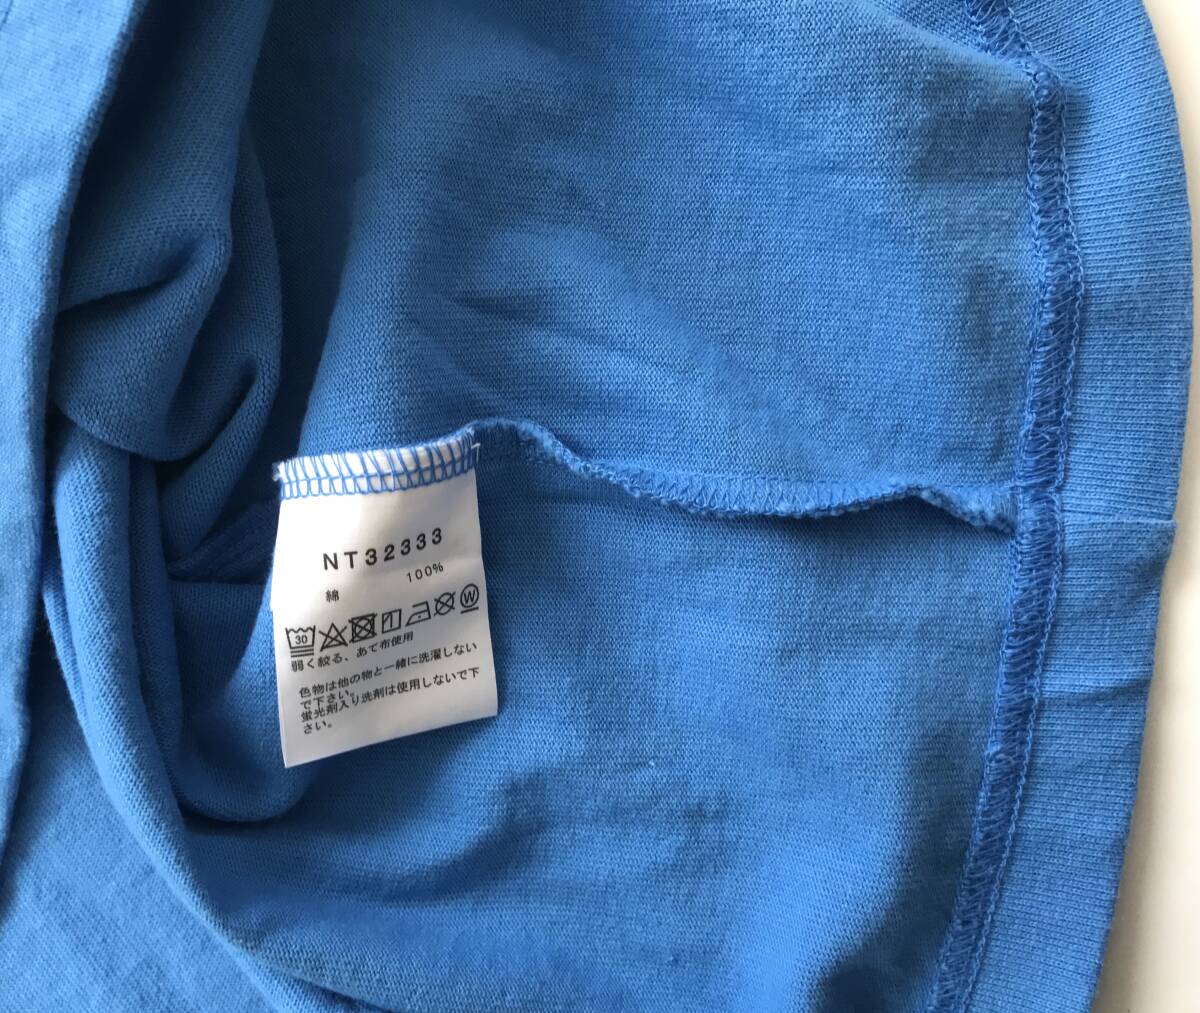 NT32333
綿 100%
30 W
弱く絞る、あて布使用
色物は他の物と一緒に洗濯しない
で下さい。
蛍光剤入り洗剤は使用しないで下
さい。